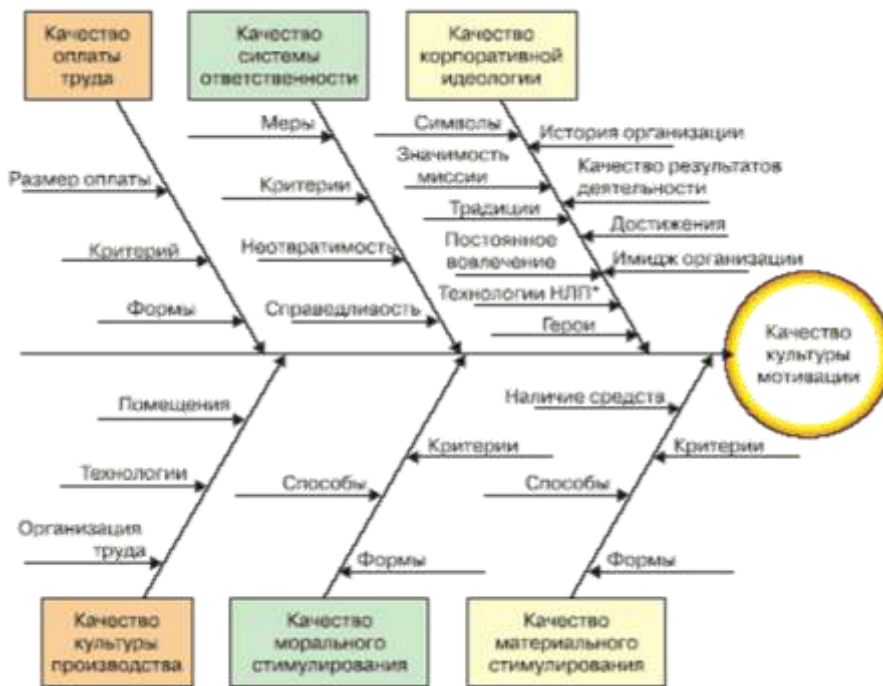 Качество
оплаты
труда
Качество
системы
ответственности
Качество
корпоративной
идеологии
Меры
Символы
История организации
Размер оплаты
Критерии
Значимость
миссии
Качество результатов
деятельности
Традиции
Достижения
Критерий
Неотвратимость
Постоянное
вовлечение
Имидж организации
Формы
Справедливость
Технологии НЛП*
Герои
Качество
культуры
мотивации
Помещения
Наличие средств
Технологии
Критерии
Критерии
Способы
Способы
Организация
труда
Формы
Формы
Качество
культуры
производства
Качество
морального
стимулирования
Качество
материального
стимулирования